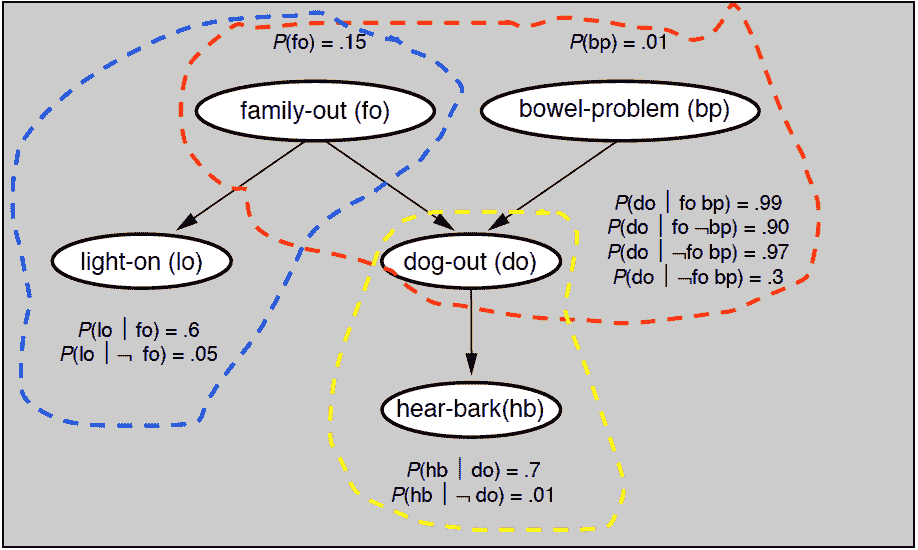 P(fo) = .15
P(bp) = .01
family-out (fo)
bowel-problem (bp)
P(do | fo bp) = .99
P(do | fo ¬bp) = .90
P(do | ¬fo bp) = .97
P(do | ¬fo bp) = .3
light-on (lo)
dog-out (do)
P(lo | fo) = .6
P(lo | ¬ fo) = .05
hear-bark(hb)
P(hb | do) = .7
P(hb | ¬ do) = .01